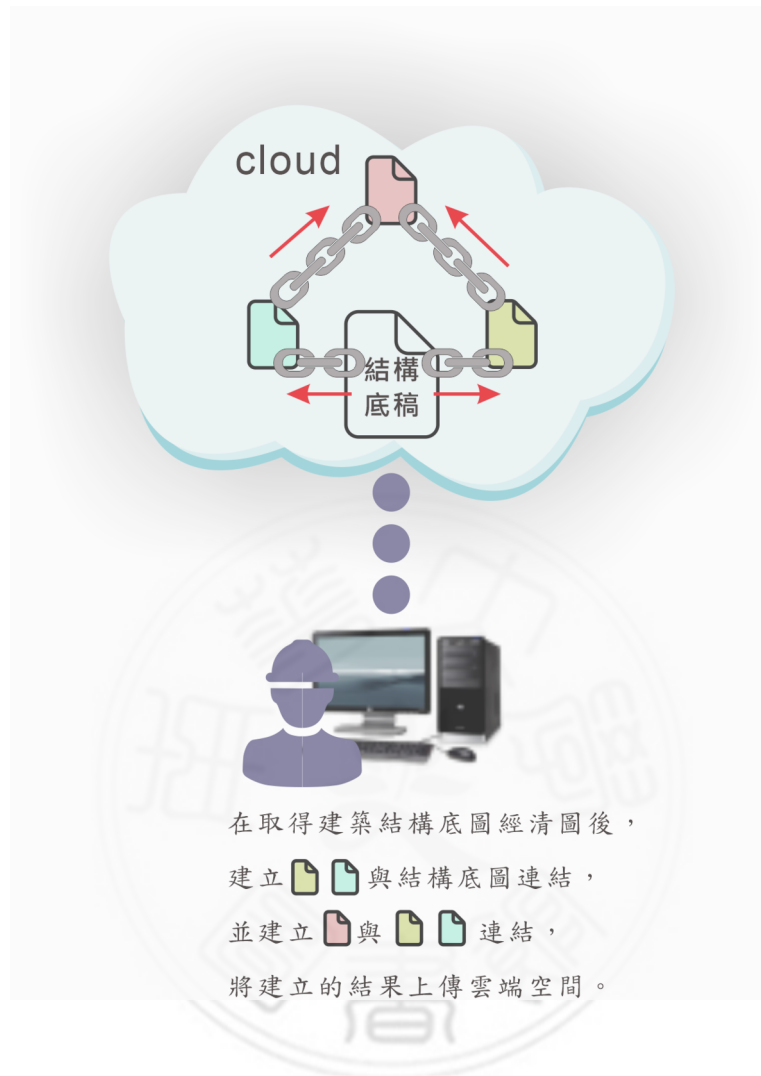 cloud
結構
底稿
在取得建築結構底圖經清圖後，
建立與結構底圖連結，
並建立與連結，
將建立的結果上傳雲端空間。